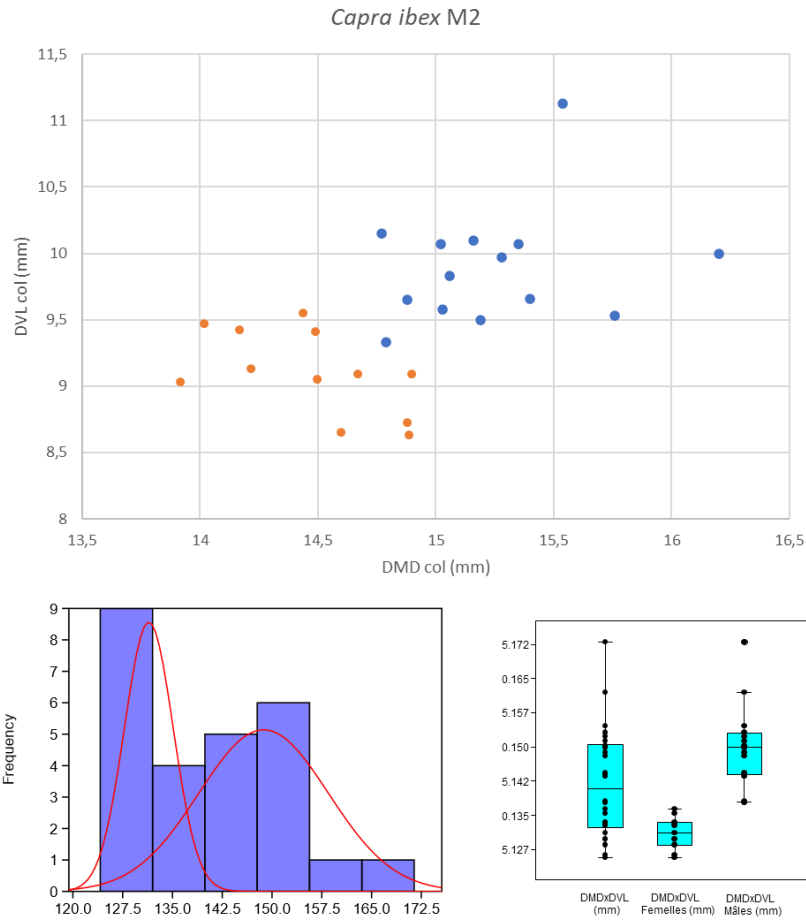 Capra ibex M2
11,5
11
10,5
10
9,5
9
8,5
8
DVL col (mm)
13,5 14 14,5 15 15,5 16 16,5
DMD col (mm)
9
8
7
6
5
4
3
2
1
0
Frequency
120.0 127.5 135.0 142.5 150.0 157.5 165.0 172.5
5.172
0.165
5.157
0.150
5.142
0.135
5.127
DMDxDVL (mm)
DMDxDVL Femellles (mm)
DMDxDVL Mâles (mm)